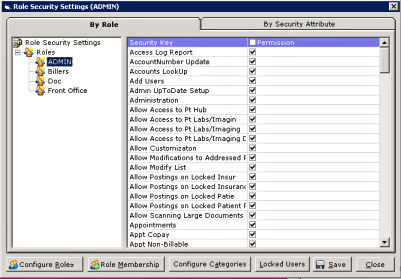 Role Security Settings (ADMIN)
By Role
By Security Attribute
Role Security Settings
Roles
ADMIN
Billers
Doc
Front Office
Security Key
Permission
Access Log Report
AccountNumber Update
Accounts LookUp
Add Users
Admin UpToDate Setup
Administration
Allow Access to Pt Hub
Allow Access to Pt Labs/Imagin
Allow Access to Pt Labs/Imaging
Allow Access to Pt Labs/Imaging D
Allow Customizaton
Allow Modifications to Addressed F
Allow Modify List
Allow Postings on Locked Insur
Allow Postings on Locked Insuranc
Allow Postings on Locked Patie
Allow Postings on Locked Patient P
Allow Scanning Large Documents
Appointments
Appt Copay
Appt Non-Billable
Configure Roles
Role Membership
Configure Categories
Locked Users
Save
Close